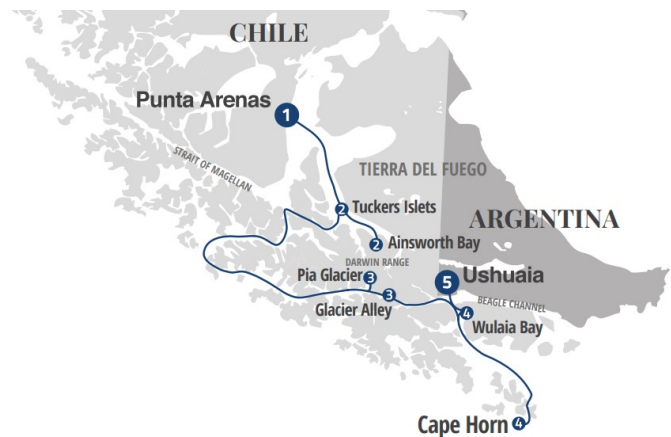 CHILE
Punta Arenas
1
STRAIT OF MAGELLAN
TIERRA DEL FUEGO
2
Tuckers Islets
ARGENTINA
2
Ainsworth Bay
DARWIN RANGE
Pia Glacier
3
5
Ushuaia
3
Glacier Alley
BEAGLE CHANNEL
4
Wulaia Bay
Cape Horn
4